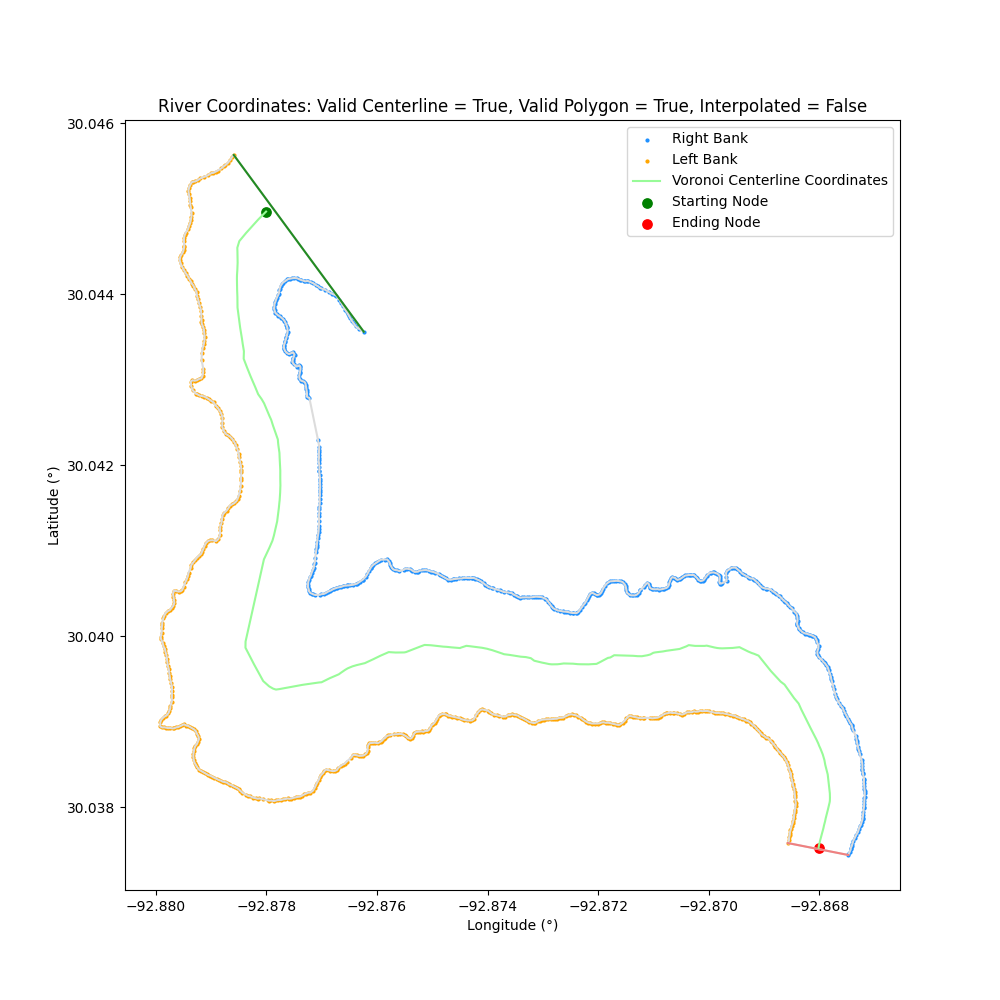 River Coordinates: Valid Centerline = True, Valid Polygon = True, Interpolated = False
Right Bank
Left Bank
Voronoi Centerline Coordinates
Starting Node
Ending Node
30.046
30.044
30.042
30.040
30.038
Latitude (°)
−92.880
−92.878
−92.876
−92.874
−92.872
−92.870
−92.868
Longitude (°)